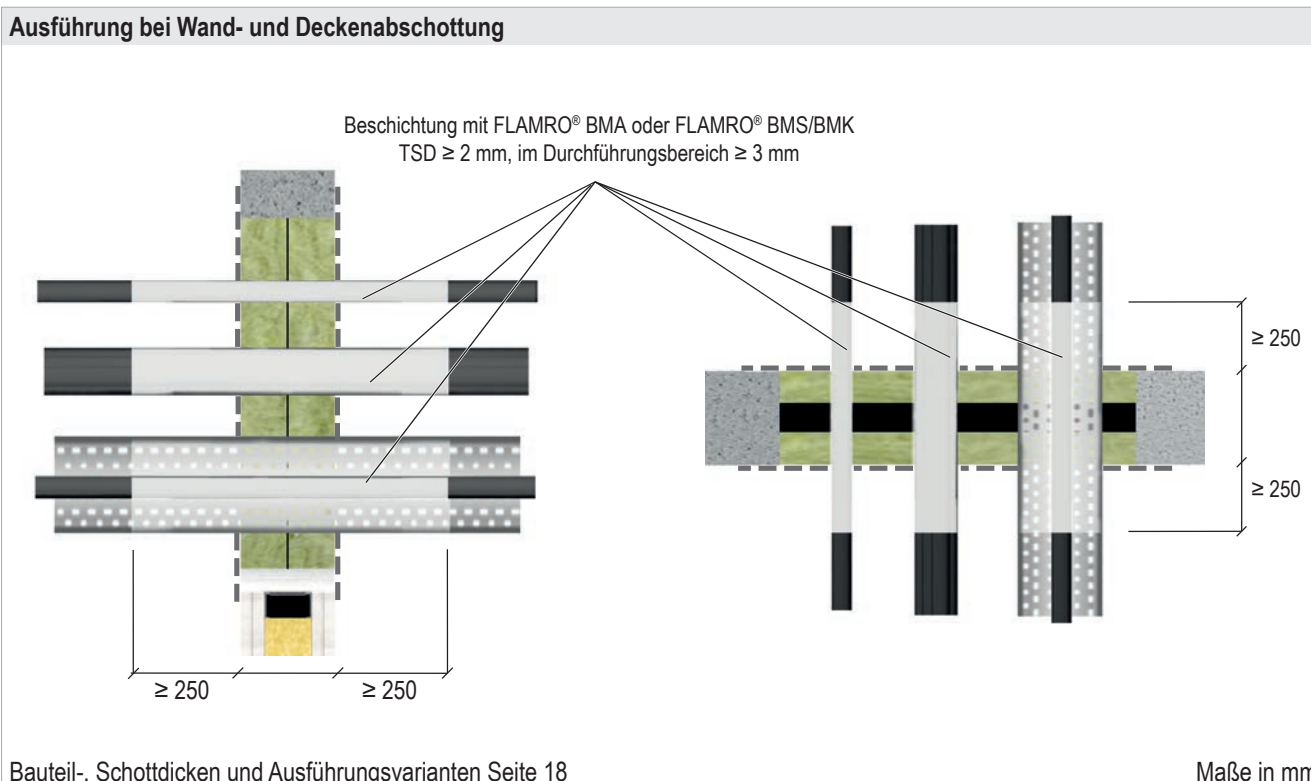 Ausführung bei Wand- und Deckenabschottung
Beschichtung mit FLAMRO® BMA oder FLAMRO® BMS/BMK
TSD ≥ 2 mm, im Durchführungsbereich ≥ 3 mm
≥ 250
≥ 250
≥ 250
≥ 250
Bauteil-, Schottdicken und Ausführungsvarianten Seite 18
Maße in mm